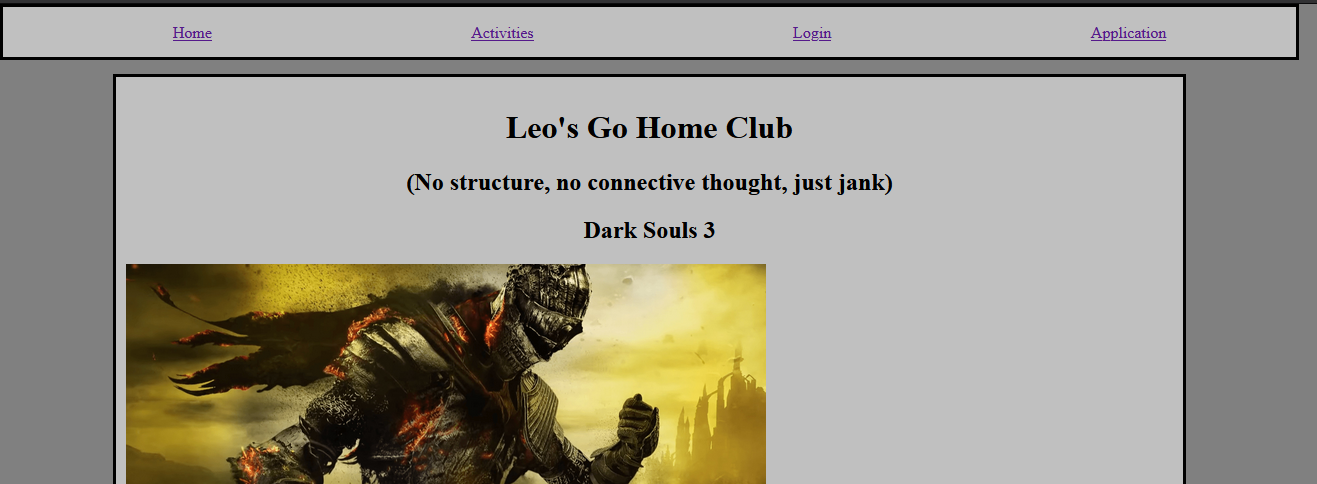 Home Activities Login Application
Leo's Go Home Club
(No structure, no connective thought, just jank)
Dark Souls 3